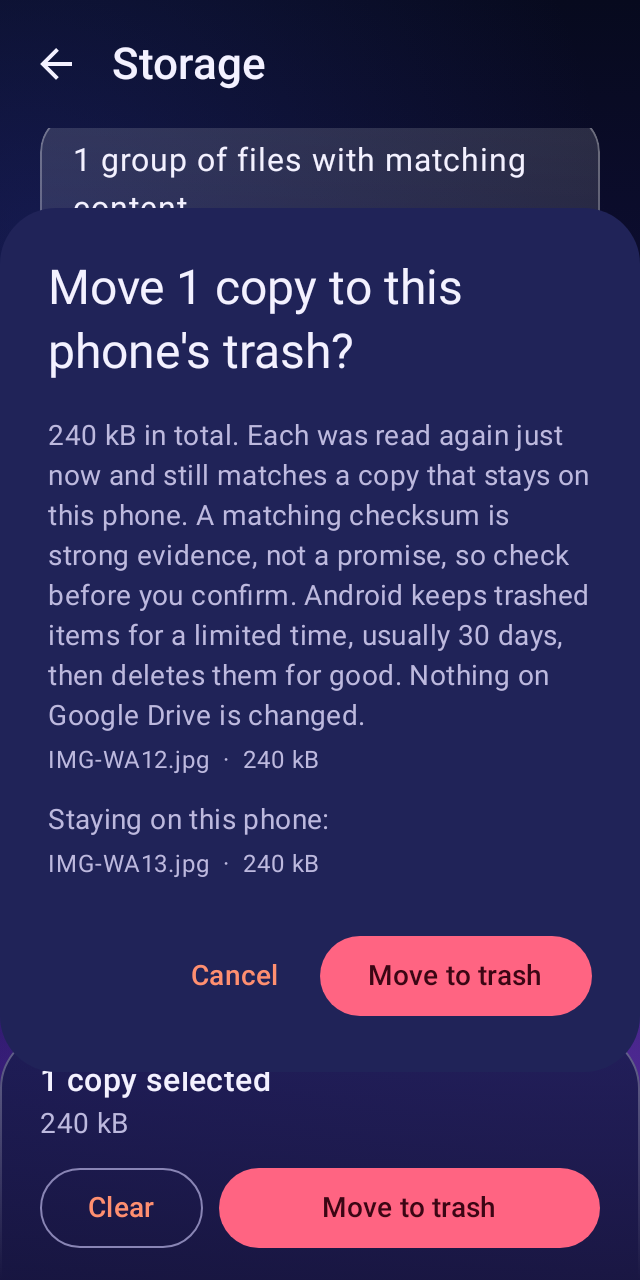 Storage
1 group of files with matching
content
Move 1 copy to this
phone's trash?
240 kB in total. Each was read again just
now and still matches a copy that stays on
this phone. A matching checksum is
strong evidence, not a promise, so check
before you confirm. Android keeps trashed
items for a limited time, usually 30 days,
then deletes them for good. Nothing on
Google Drive is changed.
IMG-WA12.jpg · 240 kB
Staying on this phone:
IMG-WA13.jpg · 240 kB
Cancel Move to trash
1 copy selected
240 kB
Clear Move to trash